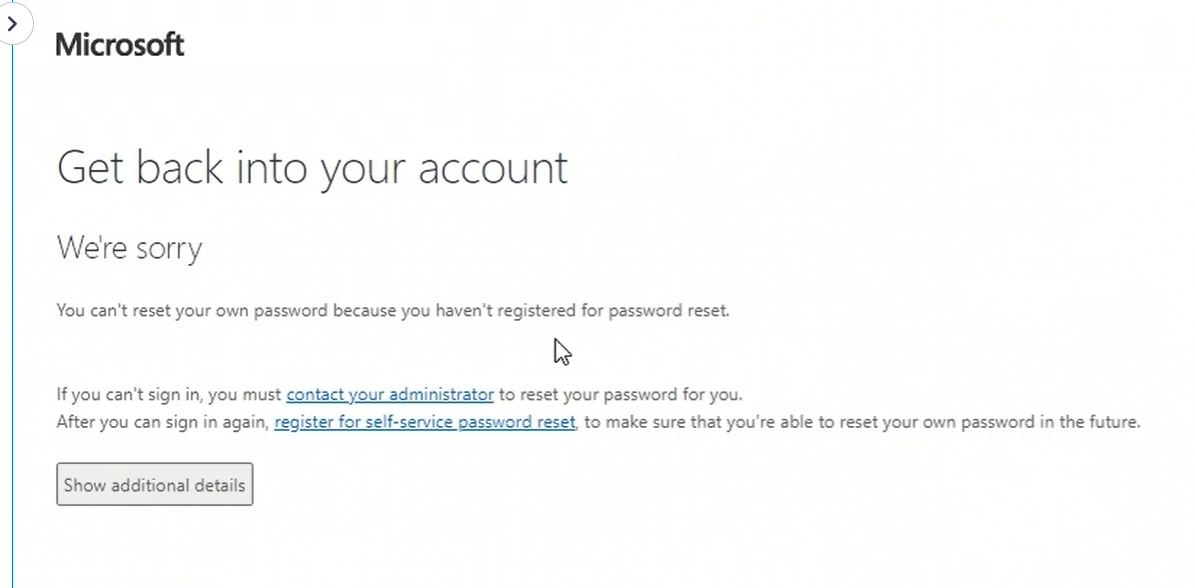 Microsoft
Get back into your account
We're sorry
You can't reset your own password because you haven't registered for password reset.
If you can't sign in, you must contact your administrator to reset your password for you.
After you can sign in again, register for self-service password reset, to make sure that you're able to reset your own password in the future.
Show additional details